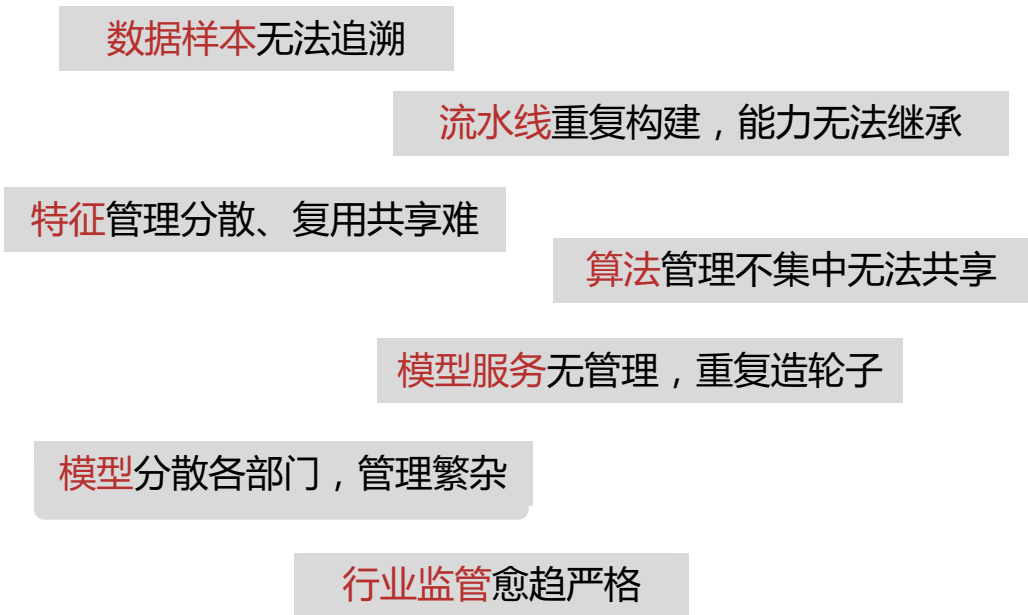 数据样本无法追溯
流水线重复构建，能力无法继承
特征管理分散、复用共享难
算法管理不集中无法共享
模型服务无管理，重复造轮子
模型分散各部门，管理繁杂
行业监管愈趋严格